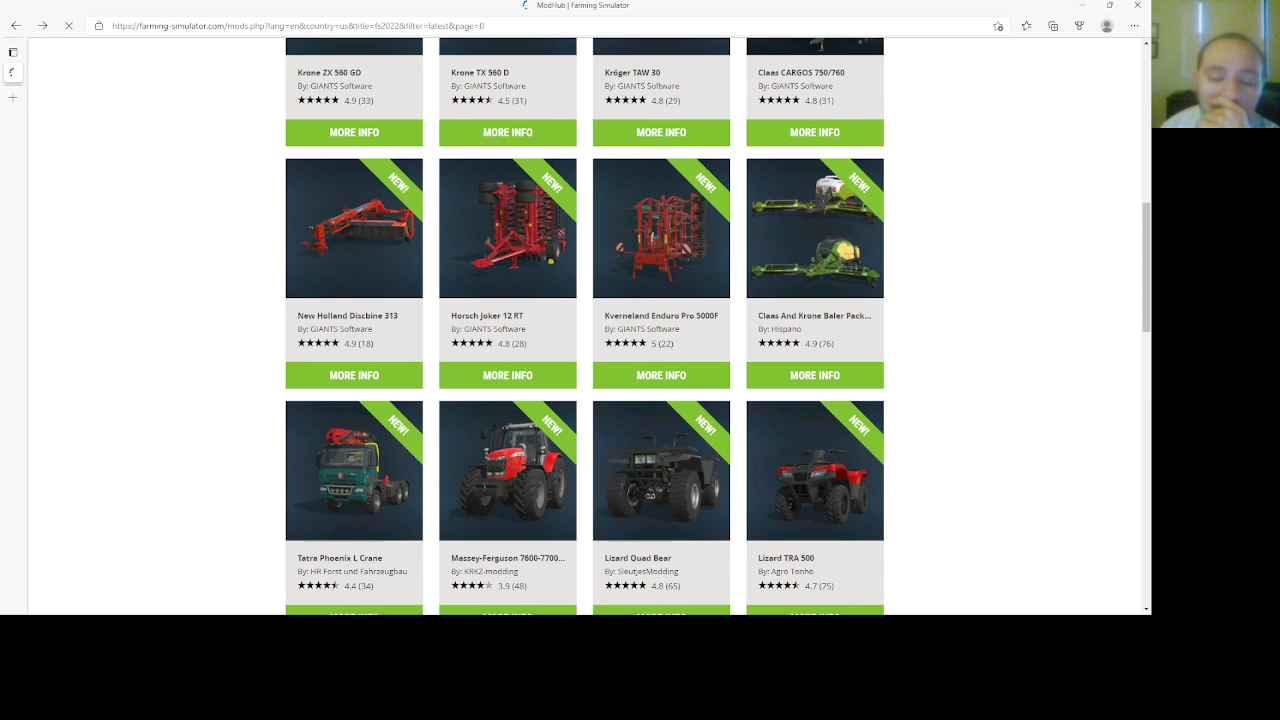 ModHub | Farming Simulator
https://farming-simulator.com/mods.php?lang=en&country=us&title=fs2022&filter=latest&page=0
Krone ZX 560 GD
By: GIANTS Software
4.9 (33)
MORE INFO
Krone TX 560 D
By: GIANTS Software
4.5 (31)
MORE INFO
Kröger TAW 30
By: GIANTS Software
4.8 (29)
MORE INFO
Claas CARGOS 750/760
By: GIANTS Software
4.8 (31)
MORE INFO
NEW!
New Holland Discbine 313
By: GIANTS Software
4.9 (18)
MORE INFO
NEW!
Horsch Joker 12 RT
By: GIANTS Software
4.8 (28)
MORE INFO
NEW!
Kverneland Enduro Pro 5000F
By: GIANTS Software
5 (22)
MORE INFO
NEW!
Claas And Krone Baler Pack...
By: Hispano
4.9 (76)
MORE INFO
NEW!
Tatra Phoenix L Crane
By: HR Forst und Fahrzeugbau
4.4 (34)
NEW!
Massey-Ferguson 7600-7700...
By: KRKZ-modding
3.9 (48)
NEW!
Lizard Quad Bear
By: SleutjesModding
4.8 (65)
NEW!
Lizard TRA 500
By: Agro Tonho
4.7 (75)